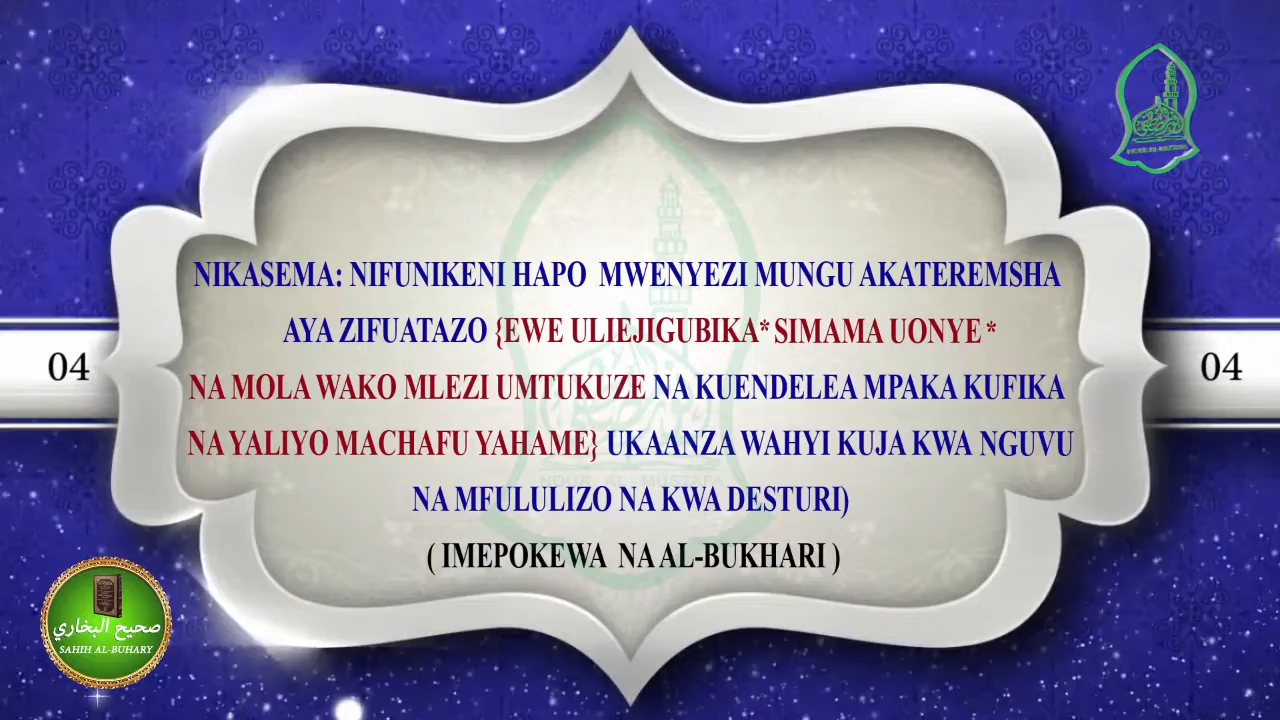 NIKASEMA: NIFUNIKENI HAPO MWENYEZI MUNGU AKATEREMSHA
AYA ZIFUATAZO {EWE ULIEJIGUBIKA* SIMAMA UONYE *
04
NA MOLA WAKO MLEZI UMTUKUZE NA KUENDELEA MPAKA KUFIKA
04
NA YALIYO MACHAFU YAHAME} UKAANZA WAHYI KUJA KWA NGUVU
NA MFULULIZO NA KWA DESTURI)
( IMEPOKEWA NA AL-BUKHARI )
صحيح البخاري
SAHIH AL-BUHARY